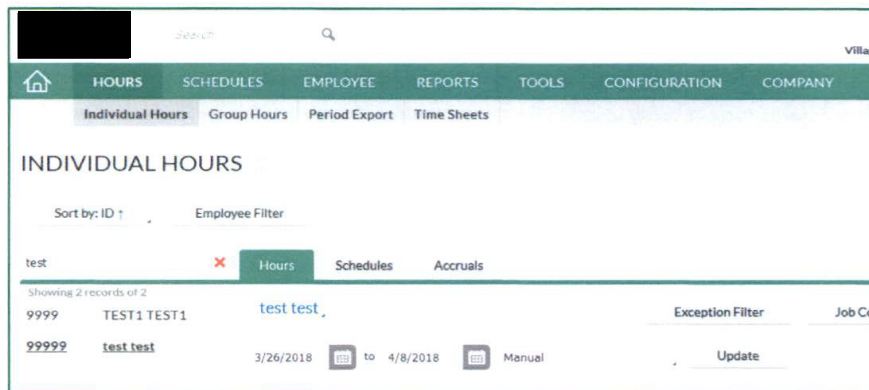 Search
Villa
HOURS SCHEDULES EMPLOYEE REPORTS TOOLS CONFIGURATION COMPANY
Individual Hours Group Hours Period Export Time Sheets
INDIVIDUAL HOURS
Sort by: ID ↑ Employee Filter
test Hours Schedules Accruals
Showing 2 records of 2
9999 TEST1 TEST1 test test Exception Filter Job Co
99999 test test
3/26/2018 to 4/8/2018 Manual Update